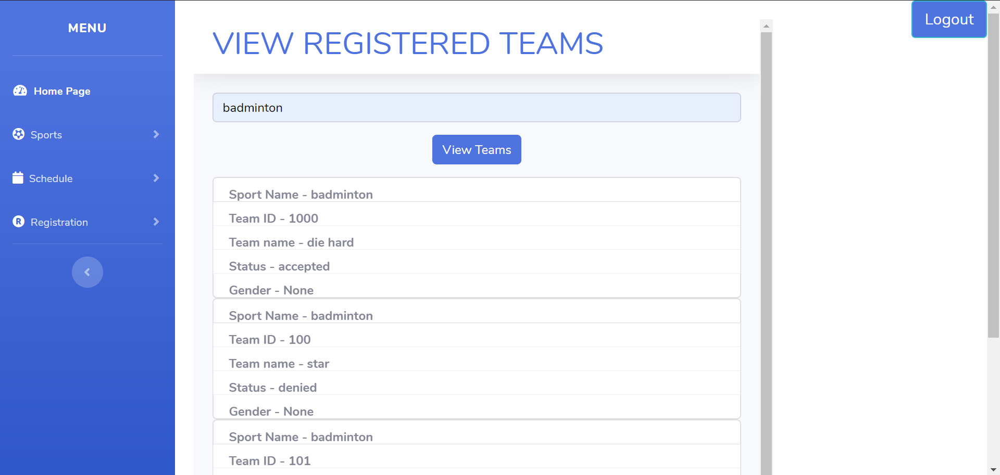 MENU
Home Page
Sports
Schedule
Registration
Logout
VIEW REGISTERED TEAMS
badminton
View Teams
Sport Name - badminton
Team ID - 1000
Team name - die hard
Status - accepted
Gender - None
Sport Name - badminton
Team ID - 100
Team name - star
Status - denied
Gender - None
Sport Name - badminton
Team ID - 101